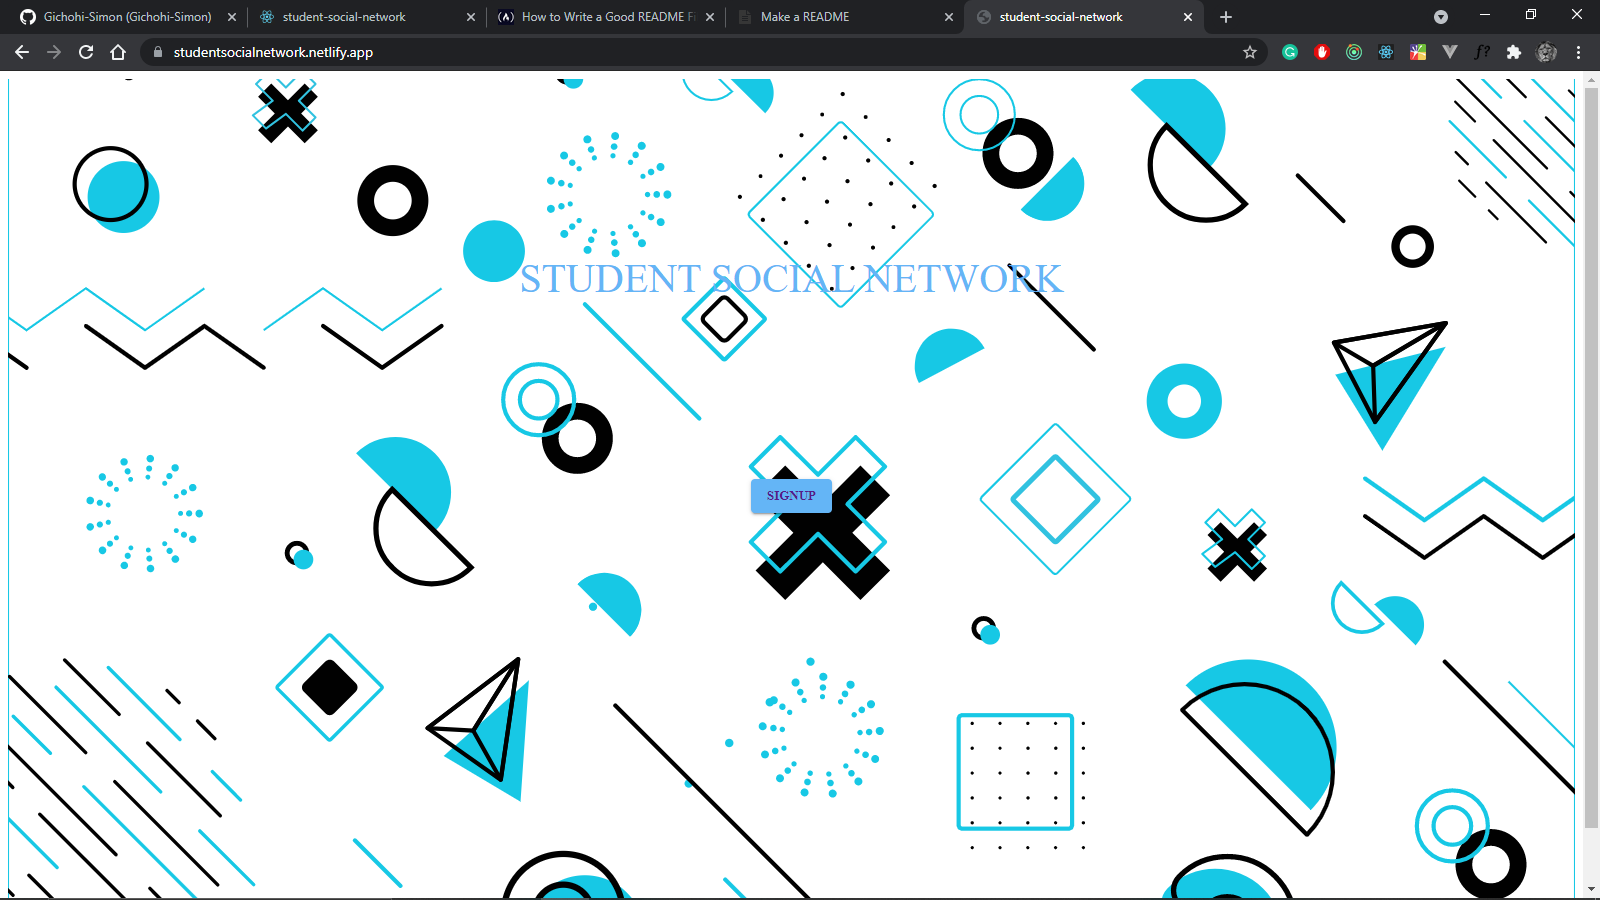 Gichohi-Simon (Gichohi-Simon)
student-social-network
How to Write a Good README Fi
Make a README
student-social-network
studentsocialnetwork.netlify.app
STUDENT SOCIAL NETWORK
SIGNUP